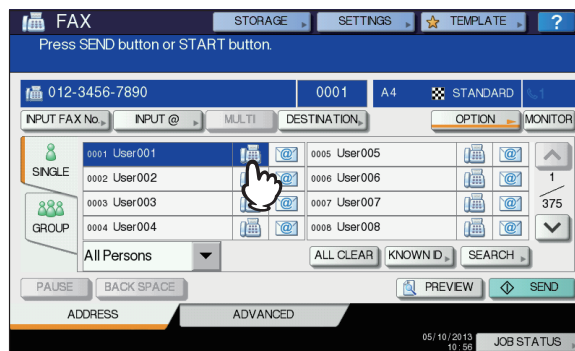 FAX STORAGE SETTINGS TEMPLATE ?
Press SEND button or START button.
012-3456-7890 0001 A4 STANDARD 1
INPUT FAX No. INPUT @ MULTI DESTINATION OPTION MONITOR
SINGLE
0001 User001 @ 0005 User005 @
0002 User002 @ 0006 User006 @
1
0003 User003 @ 0007 User007 @
375
GROUP
0004 User004 @ 0008 User008 @
All Persons ALL CLEAR KNOWN ID SEARCH
PAUSE BACK SPACE PREVIEW SEND
ADDRESS ADVANCED
05/10/2013
10:56
JOB STATUS